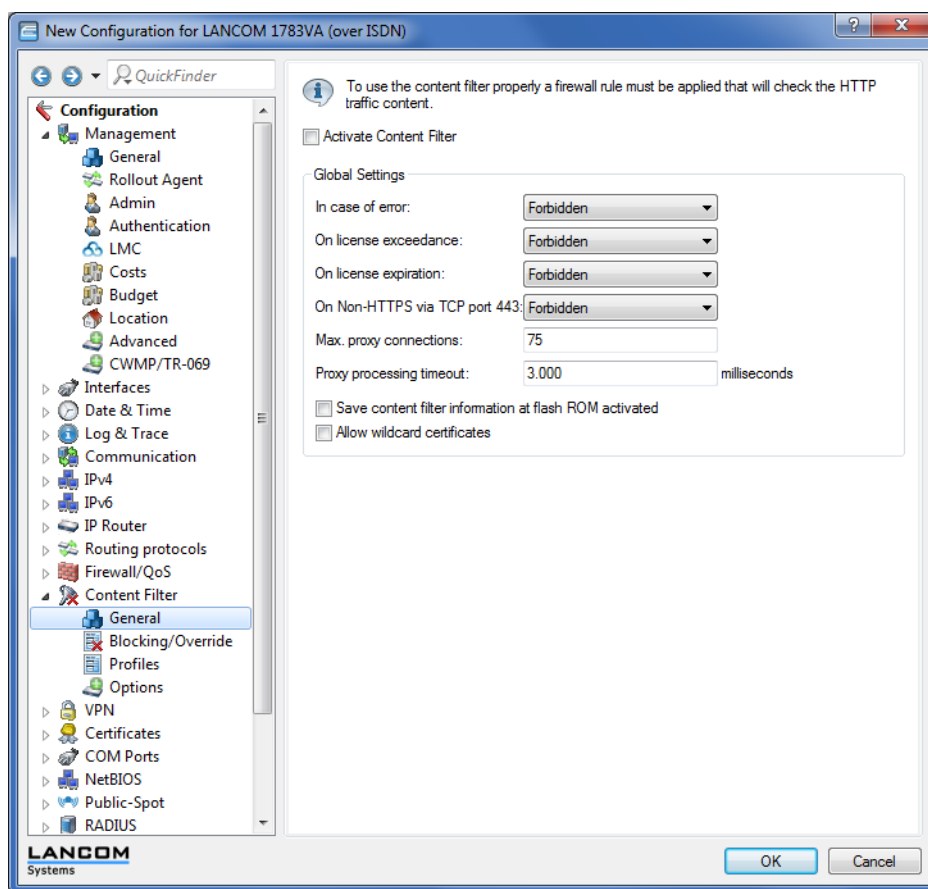 New Configuration for LANCOM 1783VA (over ISDN)
QuickFinder
Configuration
Management
General
Rollout Agent
Admin
Authentication
LMC
Costs
Budget
Location
Advanced
CWMP/TR-069
Interfaces
Date & Time
Log & Trace
Communication
IPv4
IPv6
IP Router
Routing protocols
Firewall/QoS
Content Filter
General
Blocking/Override
Profiles
Options
VPN
Certificates
COM Ports
NetBIOS
Public-Spot
RADIUS
To use the content filter properly a firewall rule must be applied that will check the HTTP
traffic content.
Activate Content Filter
Global Settings
In case of error: Forbidden
On license exceedance: Forbidden
On license expiration: Forbidden
On Non-HTTPS via TCP port 443: Forbidden
Max. proxy connections: 75
Proxy processing timeout: 3.000 milliseconds
Save content filter information at flash ROM activated
Allow wildcard certificates
LANCOM
Systems
OK Cancel